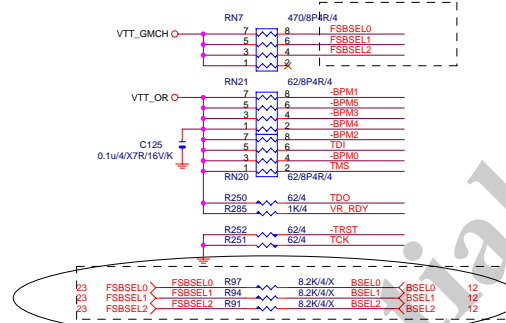 RN7 470/8P4R/4
VTT_GMCH 7 8 FSBSEL0
5 6 FSBSEL1
3 4 FSBSEL2
1 2
RN21 62/8P4R/4
VTT_OR 7 8 -BPM1
5 6 -BPM5
3 4 -BPM3
1 2 -BPM4
7 8 -BPM2
5 6 TDI
3 4 -BPM0
1 2 TMS
RN20 62/8P4R/4
C125
0.1u/4/X7R/16V/K
R250 62/4 TDO
R285 1K/4 VR_RDY
R252 62/4 -TRST
R251 62/4 TCK
23 FSBSEL0 FSBSEL0 R97 8.2K/4/X BSEL0 BSEL0 12
23 FSBSEL1 FSBSEL1 R94 8.2K/4/X BSEL1 BSEL1 12
23 FSBSEL2 FSBSEL2 R91 8.2K/4/X BSEL2 BSEL2 12
tial